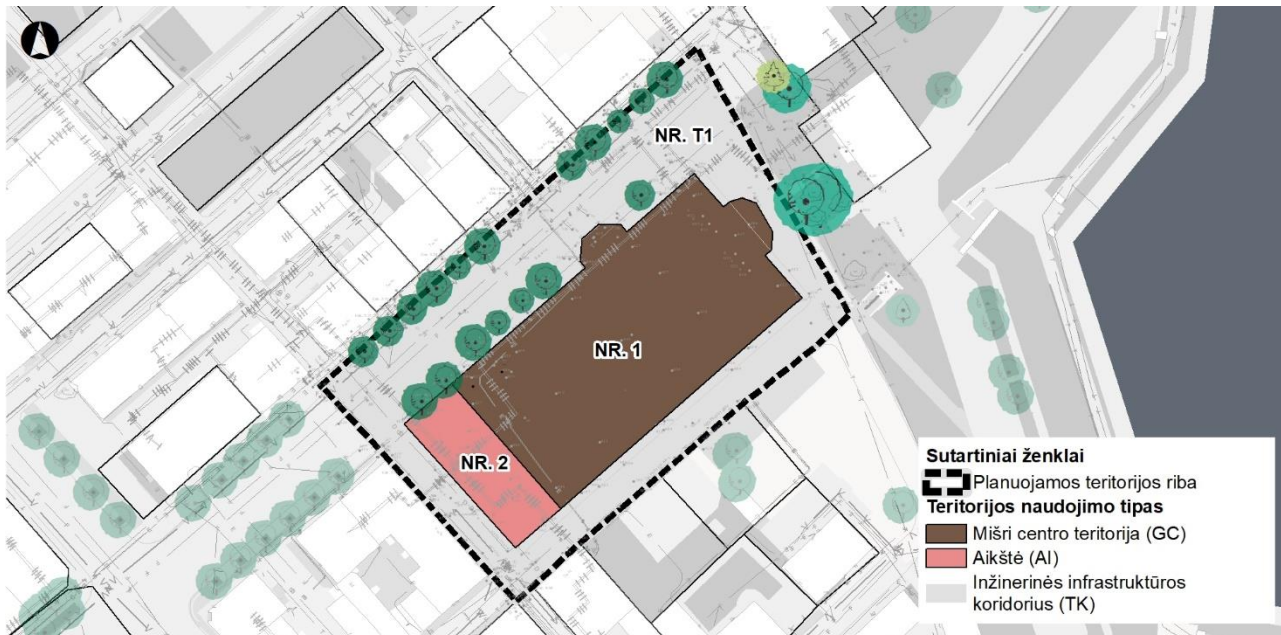 NR. T1
NR. 1
NR. 2
Sutartiniai ženklai
Planuojamos teritorijos riba
Teritorijos naudojimo tipas
Mišri centro teritorija (GC)
Aikštė (AI)
Inžinerinės infrastruktūros
koridorius (TK)